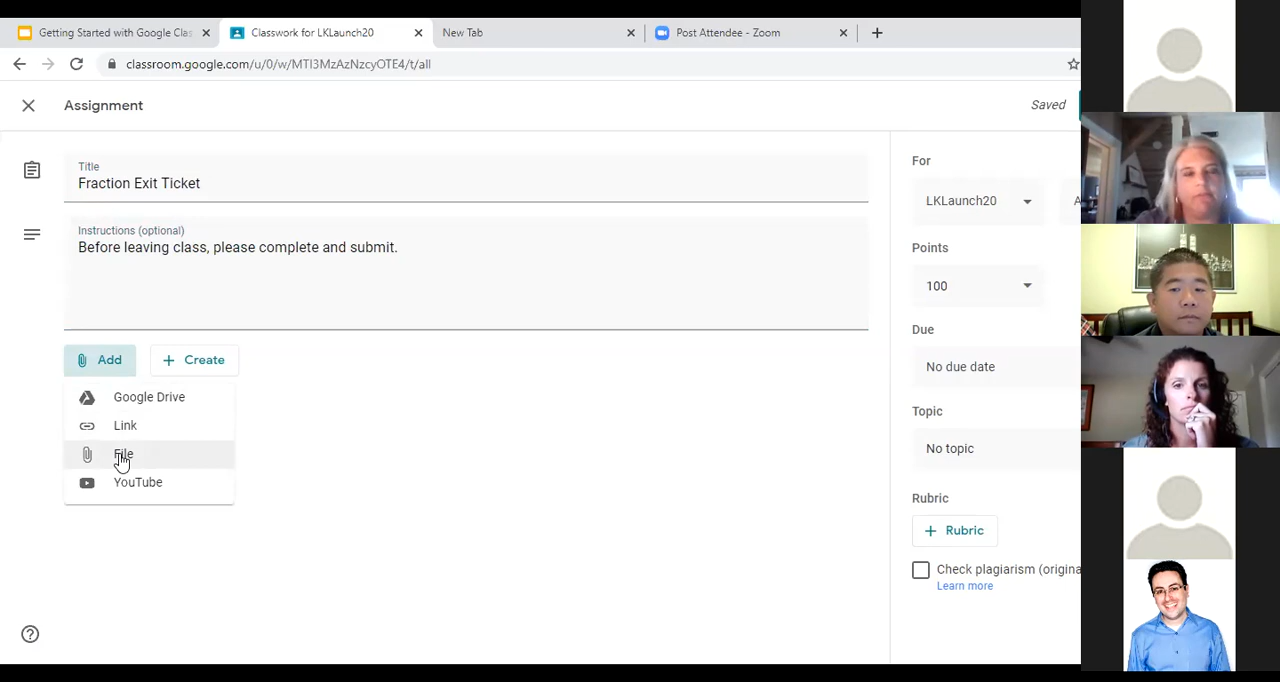 Getting Started with Google Clas
Classwork for LKLaunch20
New Tab
Post Attendee - Zoom
classroom.google.com/u/0/w/MTI3MzAzNzcyOTE4/t/all
Assignment
Saved
Title
Fraction Exit Ticket
Instructions (optional)
Before leaving class, please complete and submit.
Add
Create
Google Drive
Link
File
YouTube
For
LKLaunch20
A
Points
100
Due
No due date
Topic
No topic
Rubric
Rubric
Check plagiarism (origina
Learn more